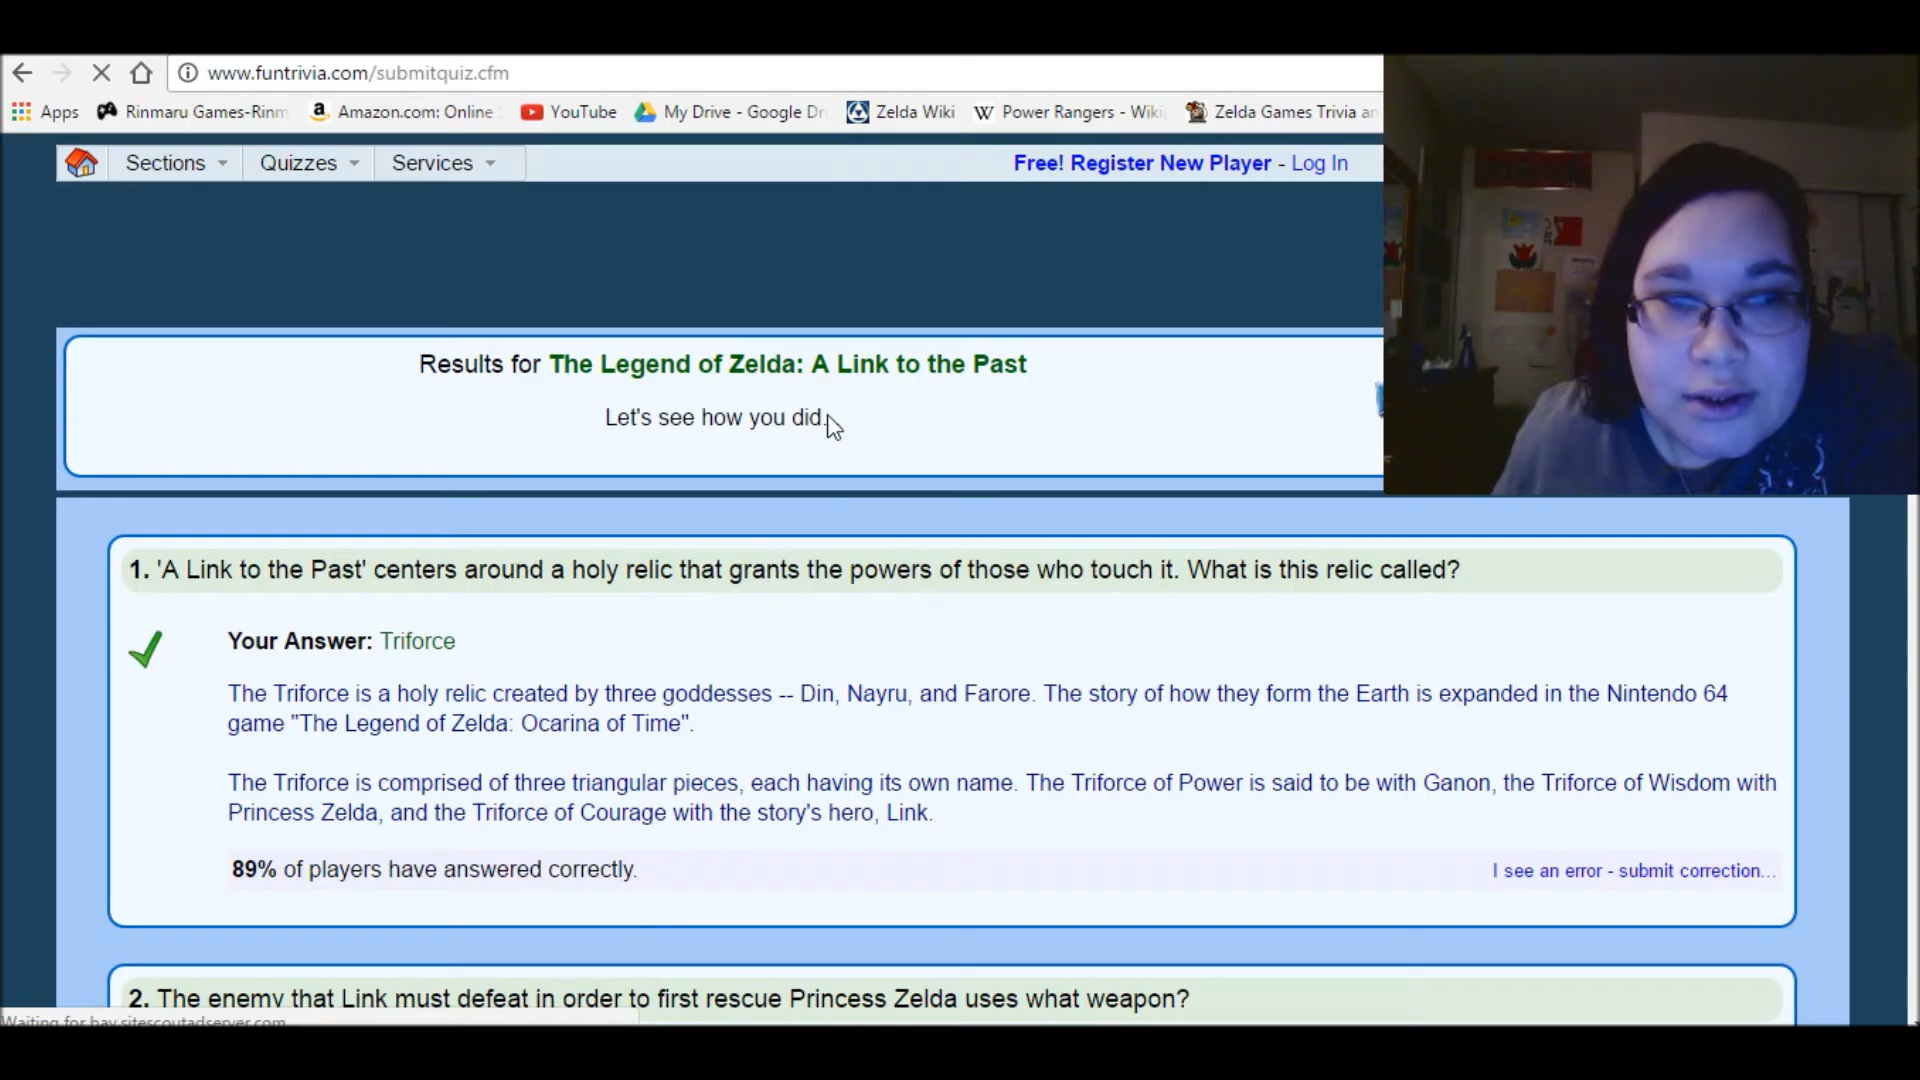 www.funtrivia.com/submitquiz.cfm
Apps Rinmaru Games-Rinm Amazon.com: Online YouTube My Drive - Google Dr Zelda Wiki Power Rangers - Wiki Zelda Games Trivia an
Sections Quizzes Services Free! Register New Player - Log In
Results for The Legend of Zelda: A Link to the Past
Let's see how you did.
1. 'A Link to the Past' centers around a holy relic that grants the powers of those who touch it. What is this relic called?
Your Answer: Triforce
The Triforce is a holy relic created by three goddesses -- Din, Nayru, and Farore. The story of how they form the Earth is expanded in the Nintendo 64
game "The Legend of Zelda: Ocarina of Time".
The Triforce is comprised of three triangular pieces, each having its own name. The Triforce of Power is said to be with Ganon, the Triforce of Wisdom with
Princess Zelda, and the Triforce of Courage with the story's hero, Link.
89% of players have answered correctly. I see an error - submit correction...
2. The enemy that Link must defeat in order to first rescue Princess Zelda uses what weapon?
Waiting for bay.sitescoutadserver.com